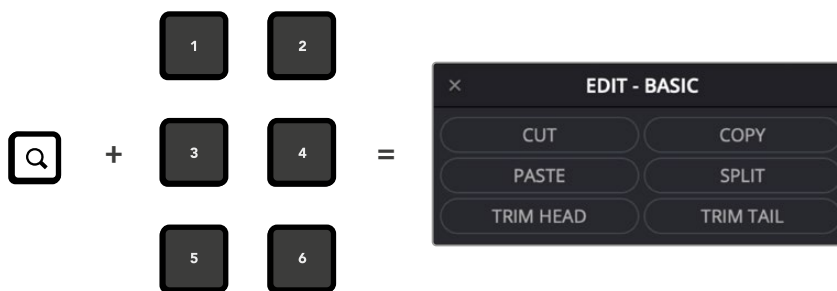 1 2
+ 3 4 =
5 6
× EDIT - BASIC
CUT COPY
PASTE SPLIT
TRIM HEAD TRIM TAIL